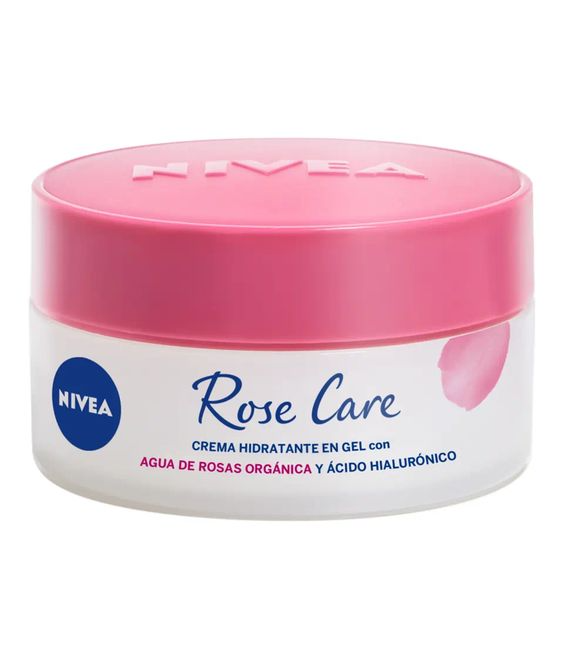 NIVEA
NIVEA
Rose Care
CREMA HIDRATANTE EN GEL con
AGUA DE ROSAS ORGÁNICA Y ÁCIDO HIALURÓNICO